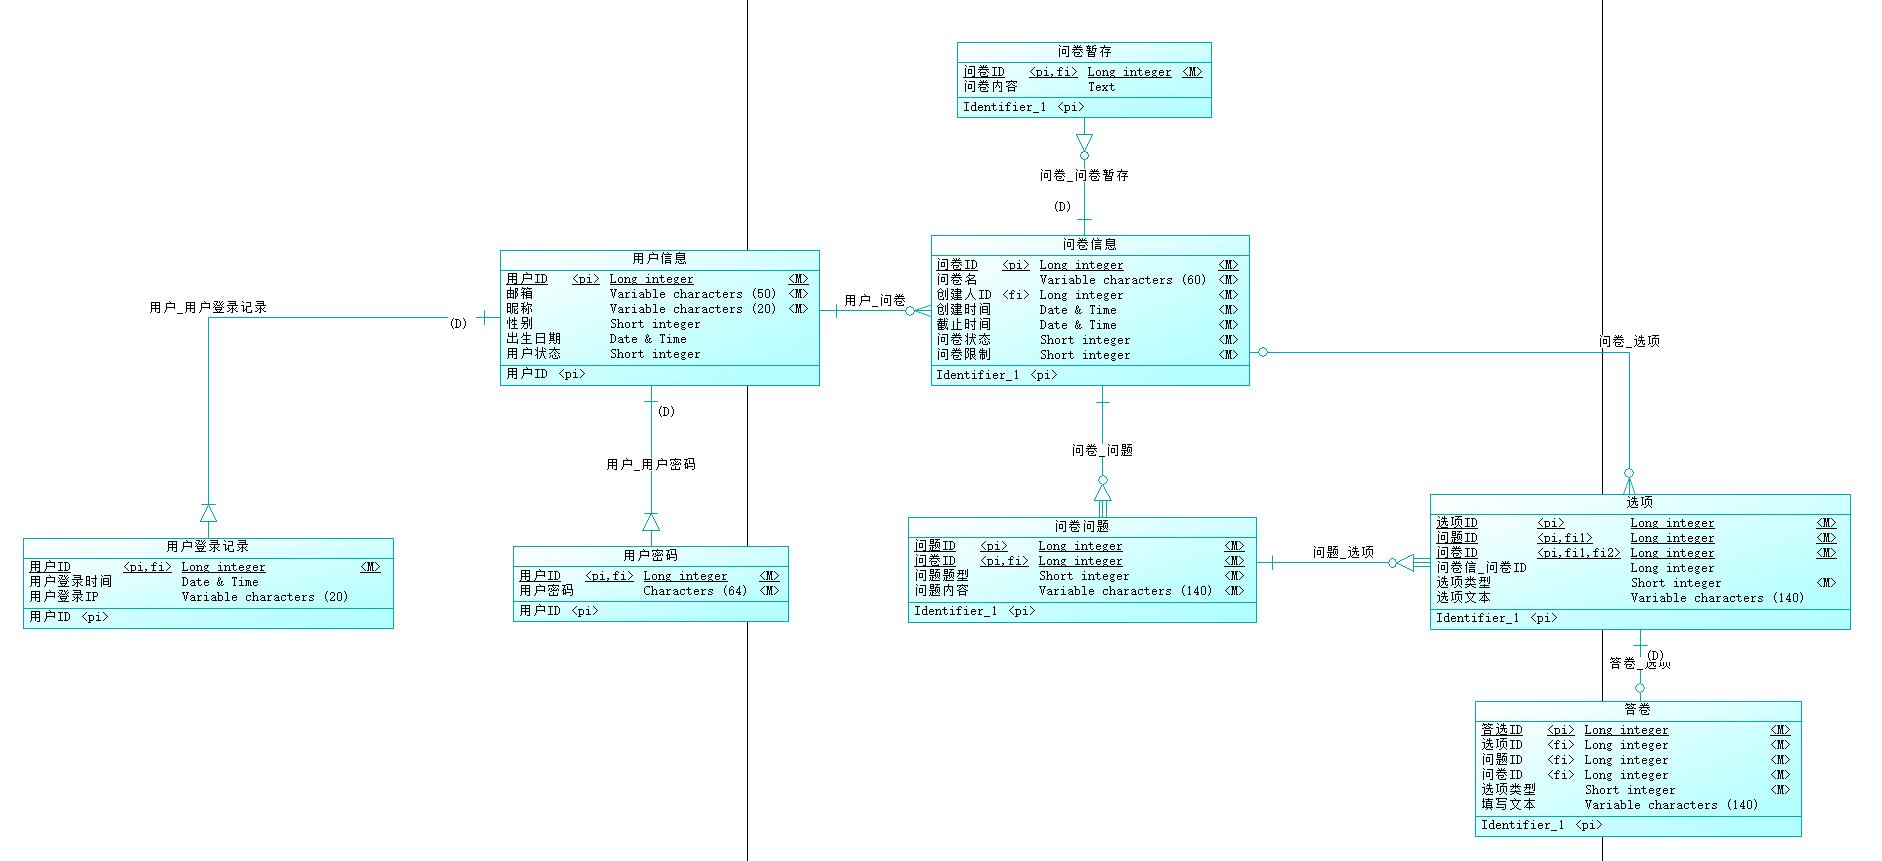 问卷暂存
问卷ID <pi,fi> Long integer <M>
问卷内容 Text
Identifier_1 <pi>
问卷_问卷暂存
(D)
用户信息
用户ID <pi> Long integer <M>
邮箱 Variable characters (50) <M>
昵称 Variable characters (20) <M>
性别 Short integer
出生日期 Date & Time
用户状态 Short integer
用户ID <pi>
问卷信息
问卷ID <pi> Long integer <M>
问卷名 Variable characters (60) <M>
创建人ID <fi> Long integer <M>
创建时间 Date & Time <M>
截止时间 Date & Time <M>
问卷状态 Short integer <M>
问卷限制 Short integer <M>
Identifier_1 <pi>
用户_用户登录记录
(D)
用户_问卷
(D)
用户_用户密码
问卷_问题
问卷_选项
用户登录记录
用户ID <pi,fi> Long integer <M>
用户登录时间 Date & Time
用户登录IP Variable characters (20)
用户ID <pi>
用户密码
用户ID <pi,fi> Long integer <M>
用户密码 Characters (64) <M>
用户ID <pi>
问卷问题
问题ID <pi> Long integer <M>
问卷ID <pi,fi> Long integer <M>
问题题型 Short integer <M>
问题内容 Variable characters (140) <M>
Identifier_1 <pi>
问题_选项
选项
选项ID <pi> Long integer <M>
问题ID <pi,fi1> Long integer <M>
问卷ID <pi,fi1,fi2> Long integer <M>
问卷信_问卷ID Long integer
选项类型 Short integer <M>
选项文本 Variable characters (140)
Identifier_1 <pi>
(D)
答卷_选项
答卷
答选ID <pi> Long integer <M>
选项ID <fi> Long integer <M>
问题ID <fi> Long integer <M>
问卷ID <fi> Long integer <M>
选项类型 Short integer <M>
填写文本 Variable characters (140)
Identifier_1 <pi>